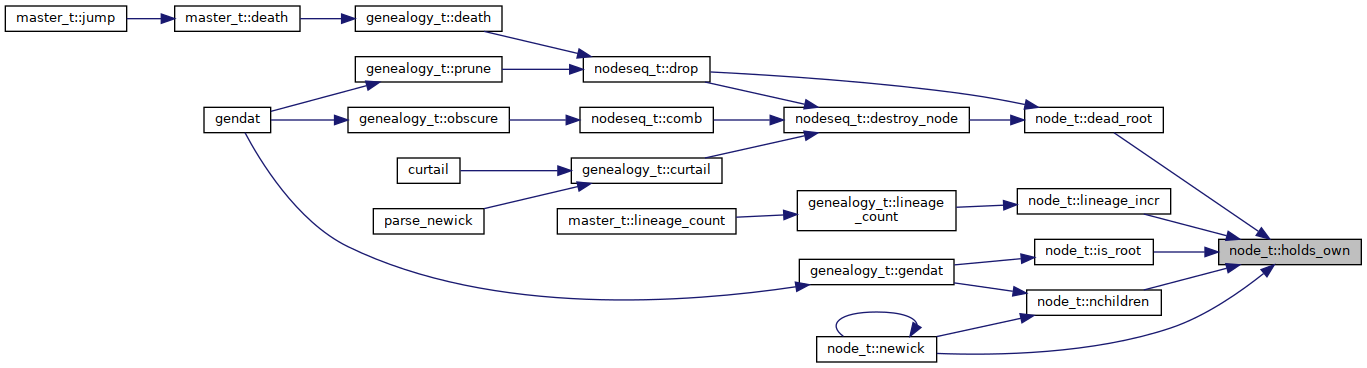 master_t::jump
master_t::death
genealogy_t::death
genealogy_t::prune
nodeseq_t::drop
gendat
genealogy_t::obscure
nodeseq_t::comb
nodeseq_t::destroy_node
node_t::dead_root
curtail
genealogy_t::curtail
parse_newick
master_t::lineage_count
genealogy_t::lineage
_count
node_t::lineage_incr
node_t::holds_own
node_t::is_root
genealogy_t::gendat
node_t::nchildren
node_t::newick